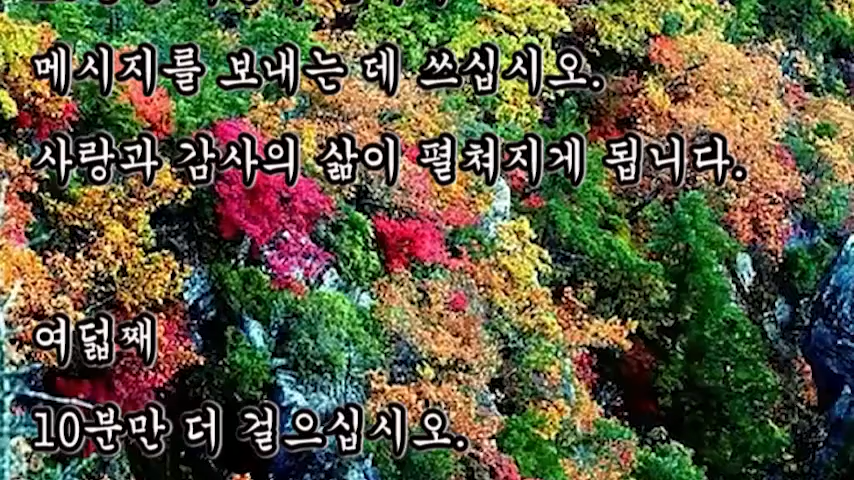 메시지를 보내는 데 쓰십시오.
사랑과 감사의 삶이 펼쳐지게 됩니다.
여덟째
10분만 더 걸으십시오.